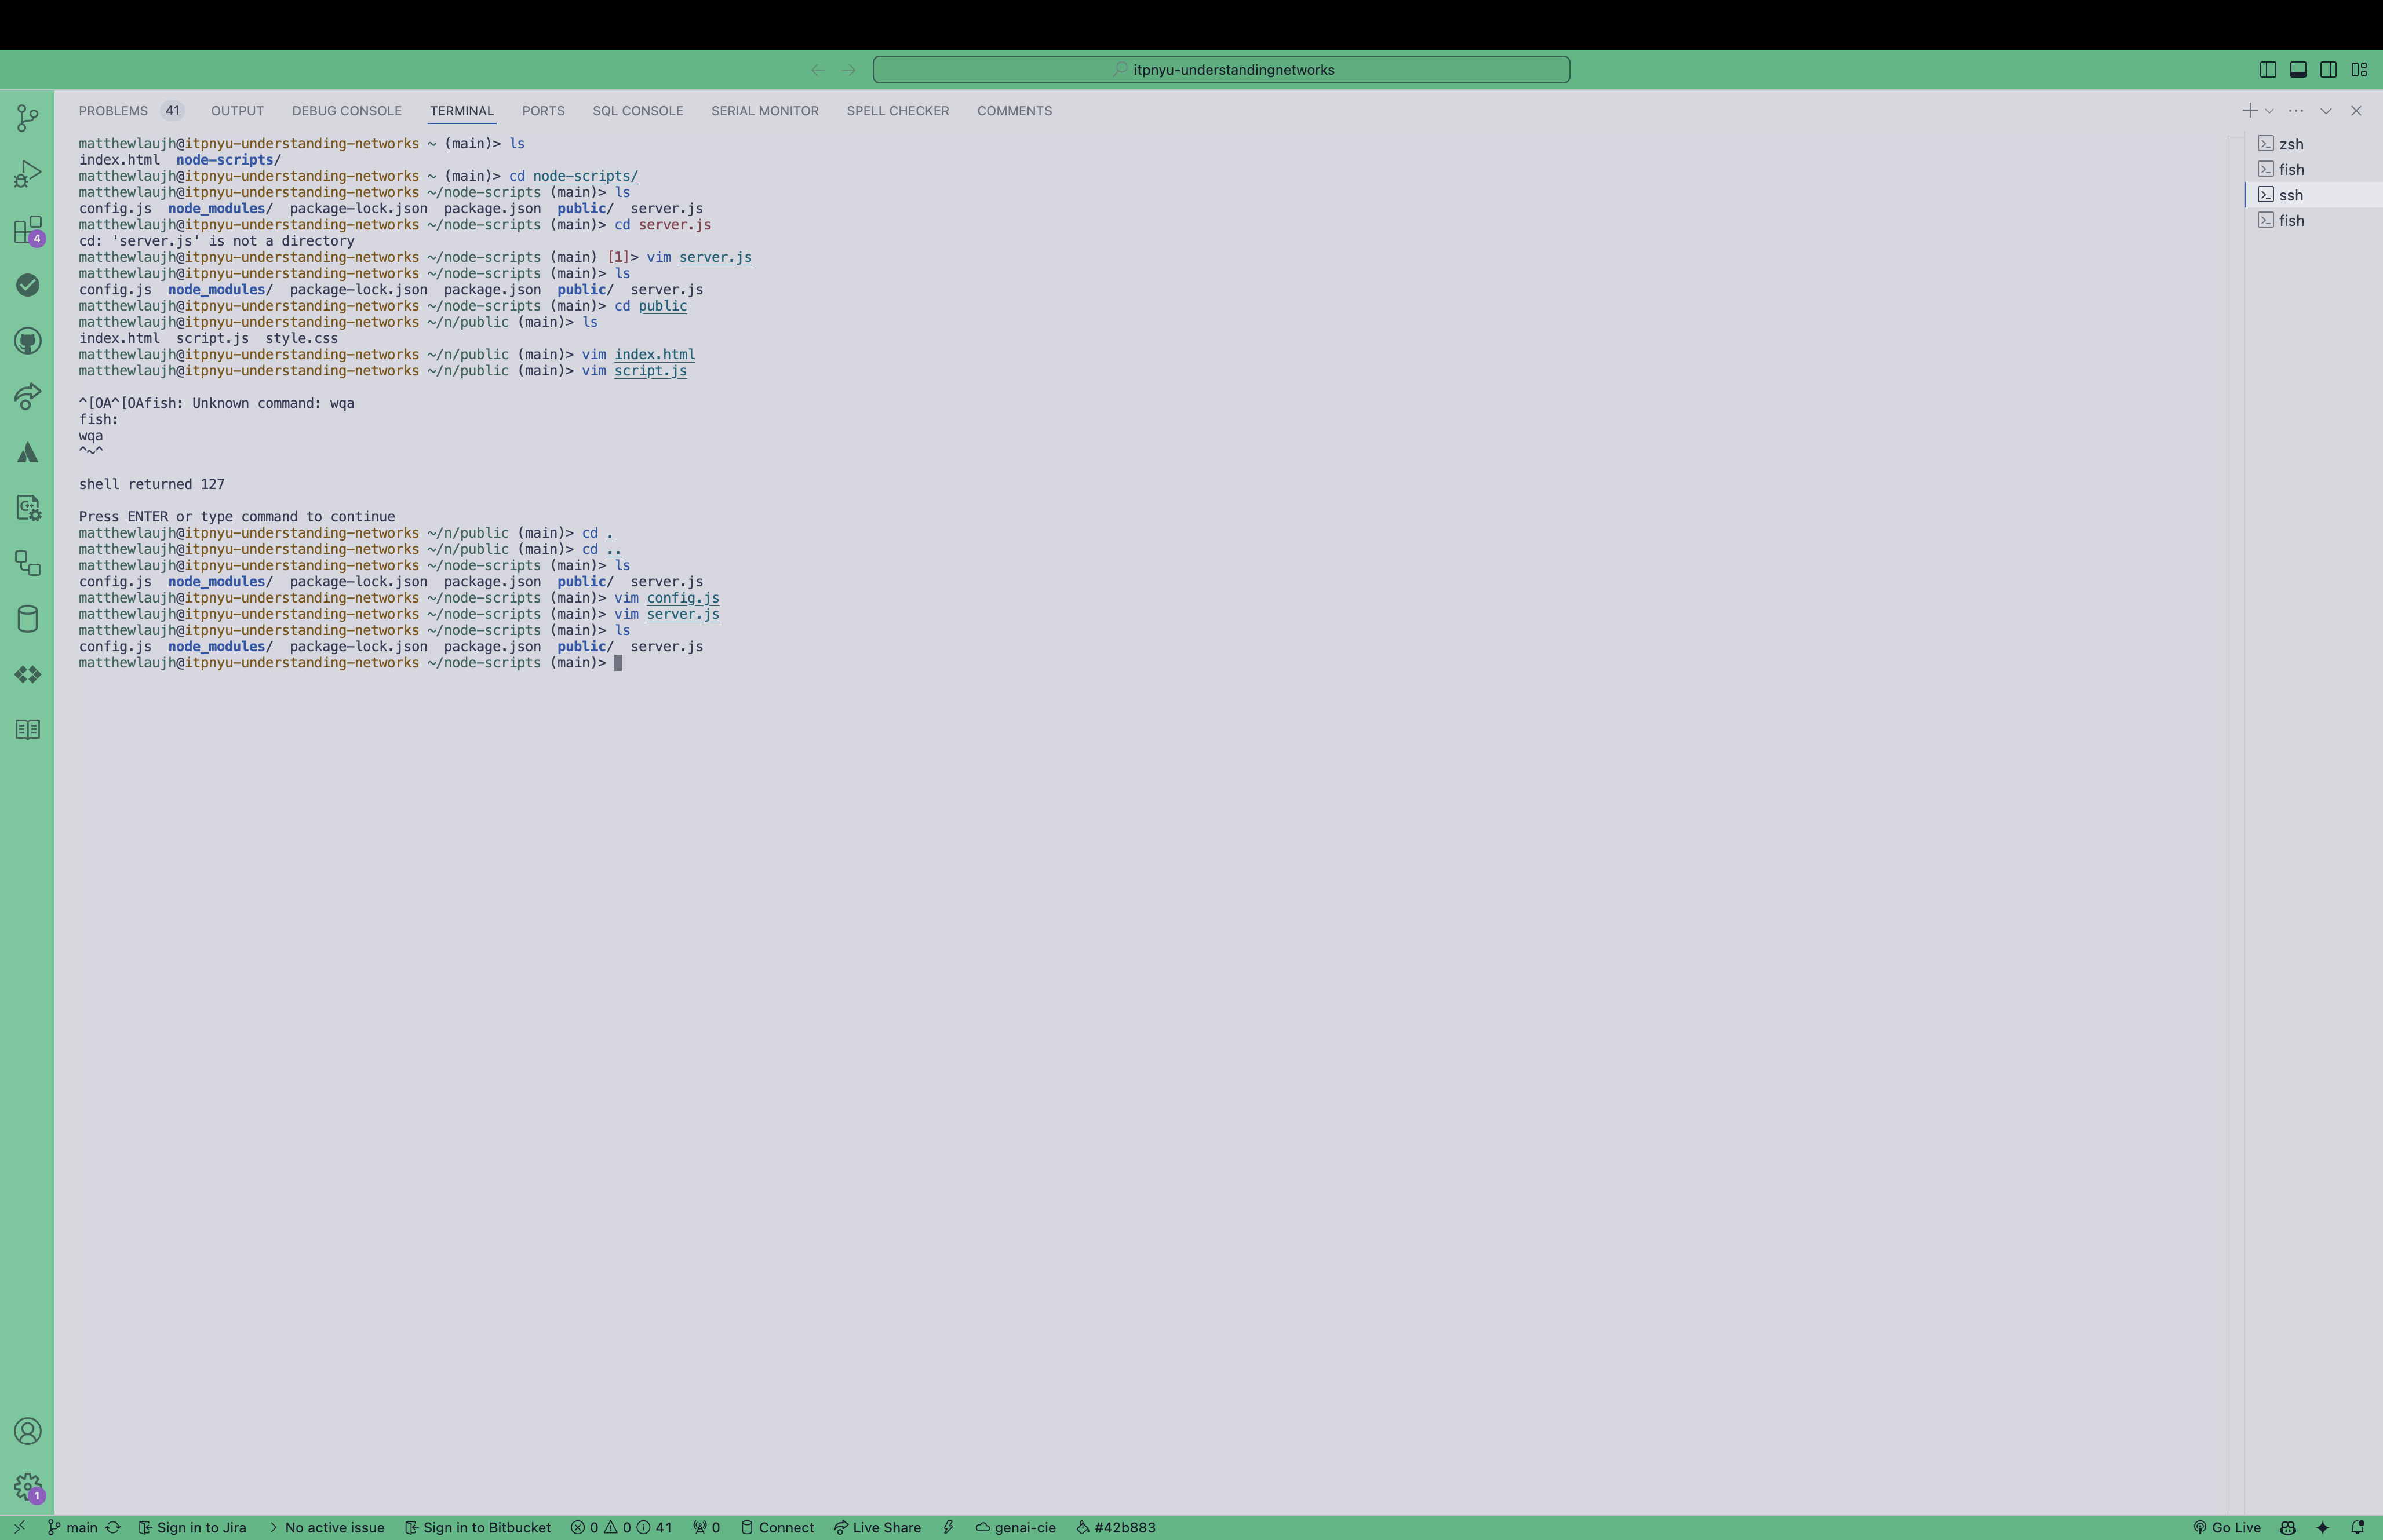 itpnyu-understandingnetworks
PROBLEMS 41 OUTPUT DEBUG CONSOLE TERMINAL PORTS SQL CONSOLE SERIAL MONITOR SPELL CHECKER COMMENTS
matthewlaujh@itpnyu-understanding-networks ~ (main)> ls
index.html  node-scripts/
matthewlaujh@itpnyu-understanding-networks ~ (main)> cd node-scripts/
matthewlaujh@itpnyu-understanding-networks ~/node-scripts (main)> ls
config.js  node_modules/  package-lock.json  package.json  public/  server.js
matthewlaujh@itpnyu-understanding-networks ~/node-scripts (main)> cd server.js
cd: 'server.js' is not a directory
matthewlaujh@itpnyu-understanding-networks ~/node-scripts (main) [1]> vim server.js
matthewlaujh@itpnyu-understanding-networks ~/node-scripts (main)> ls
config.js  node_modules/  package-lock.json  package.json  public/  server.js
matthewlaujh@itpnyu-understanding-networks ~/node-scripts (main)> cd public
matthewlaujh@itpnyu-understanding-networks ~/n/public (main)> ls
index.html  script.js  style.css
matthewlaujh@itpnyu-understanding-networks ~/n/public (main)> vim index.html
matthewlaujh@itpnyu-understanding-networks ~/n/public (main)> vim script.js
^[OA^[OAfish: Unknown command: wqa
fish:
wqa
^~^
shell returned 127
Press ENTER or type command to continue
matthewlaujh@itpnyu-understanding-networks ~/n/public (main)> cd .
matthewlaujh@itpnyu-understanding-networks ~/n/public (main)> cd ..
matthewlaujh@itpnyu-understanding-networks ~/node-scripts (main)> ls
config.js  node_modules/  package-lock.json  package.json  public/  server.js
matthewlaujh@itpnyu-understanding-networks ~/node-scripts (main)> vim config.js
matthewlaujh@itpnyu-understanding-networks ~/node-scripts (main)> vim server.js
matthewlaujh@itpnyu-understanding-networks ~/node-scripts (main)> ls
config.js  node_modules/  package-lock.json  package.json  public/  server.js
matthewlaujh@itpnyu-understanding-networks ~/node-scripts (main)>
zsh
fish
ssh
fish
4
1
main Sign in to Jira No active issue Sign in to Bitbucket 0 0 41 0 Connect Live Share genai-cie #42b883 Go Live